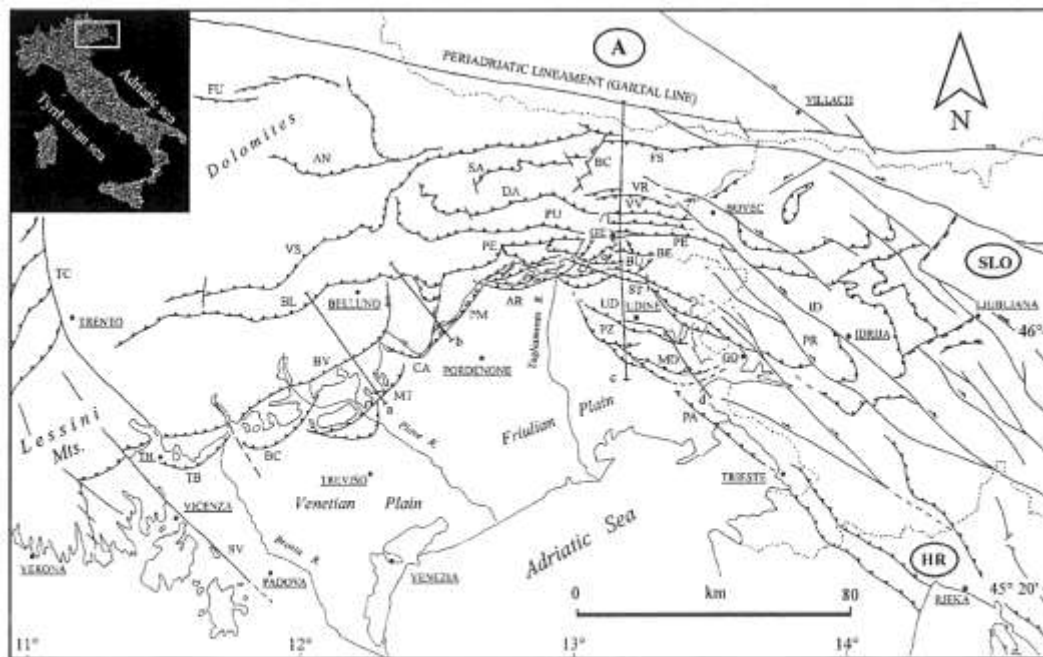 A
PERIADRIATIC LINEAMENT (GAILTAL LINE)
Adriatic sea
Tyrrhenian sea
FU
Dolomites
VILLACH
N
AN
SA
BC
FS
DA
VR
VV
BOVEC
PU
PE
PE
BE
BU
VS
TC
SLO
BL
BELLUNO
AR
ST
UD
UDINE
ID
LJUBLJANA
TRENTO
PM
b
Tagliamento R.
PZ
PR
IDRIJA
46°
BV
CA
PORDENONE
MD
GO
MT
a
c
d
Lessini
Mts.
Friulian Plain
PA
TH
BC
Piave R.
TB
TREVISO
TRIESTE
VICENZA
Venetian Plain
Adriatic Sea
SV
Brenta R.
HR
VERONA
PADOVA
VENEZIA
RIJEKA
45° 20'
0 km 80
11° 12° 13° 14°